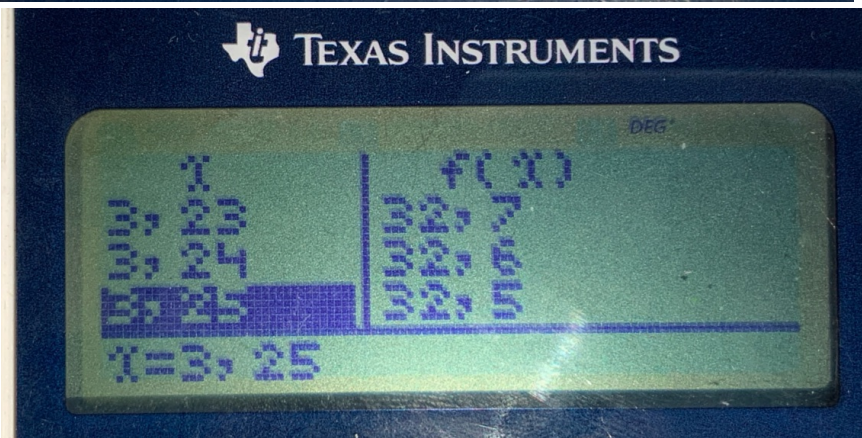 TEXAS INSTRUMENTS
DEG
x f(x)
3,23 32,7
3,24 32,6
3,25 32,5
x=3,25